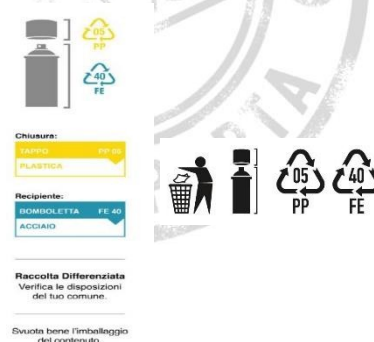 05
PP
40
FE
Chiusura:
TAPPO PP 05
PLASTICA
Recipiente:
BOMBOLETTA FE 40
ACCIAIO
Raccolta Differenziata
Verifica le disposizioni
del tuo comune.
Svuota bene l'imballaggio
del contenuto
05
PP
40
FE